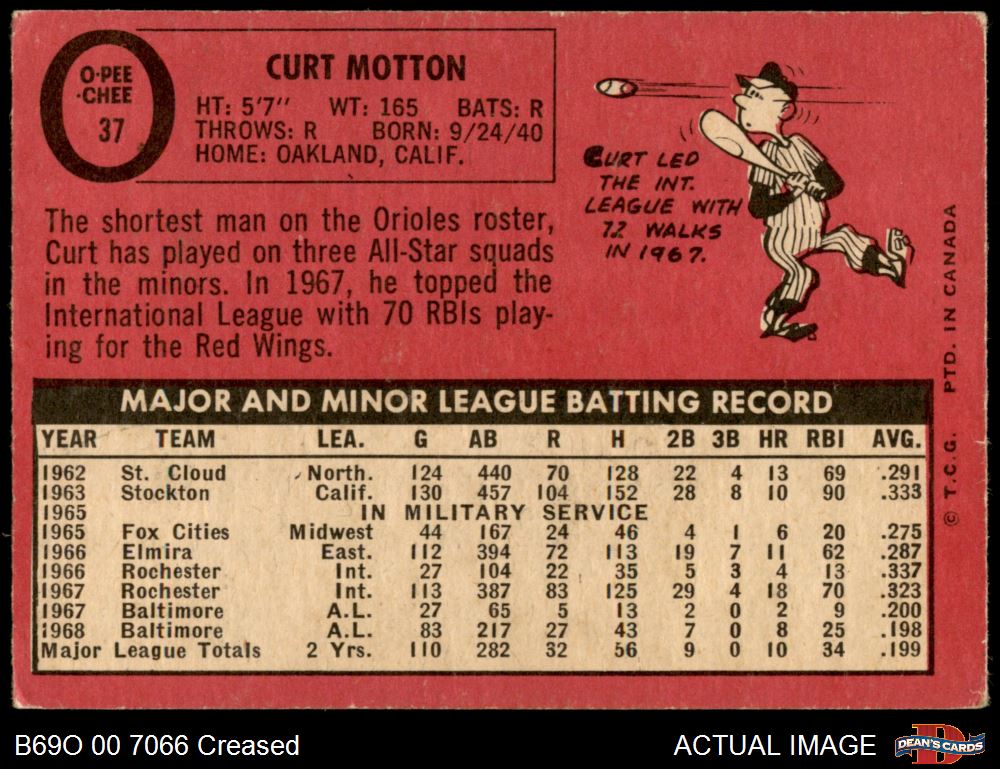 O-PEE
-CHEE
37
CURT MOTTON
HT: 5'7" WT: 165 BATS: R
THROWS: R BORN: 9/24/40
HOME: OAKLAND, CALIF.
CURT LED
THE INT.
LEAGUE WITH
72 WALKS
IN 1967.
The shortest man on the Orioles roster,
Curt has played on three All-Star squads
in the minors. In 1967, he topped the
International League with 70 RBIs play-
ing for the Red Wings.
© T.C.G. PTD. IN CANADA
MAJOR AND MINOR LEAGUE BATTING RECORD
YEAR TEAM LEA. G AB R H 2B 3B HR RBI AVG.
1962 St. Cloud North. 124 440 70 128 22 4 13 69 .291
1963 Stockton Calif. 130 457 104 152 28 8 10 90 .333
1965 IN MILITARY SERVICE
1965 Fox Cities Midwest 44 167 24 46 4 1 6 20 .275
1966 Elmira East. 112 394 72 113 19 7 11 62 .287
1966 Rochester Int. 27 104 22 35 5 3 4 13 .337
1967 Rochester Int. 113 387 83 125 29 4 18 70 .323
1967 Baltimore A.L. 27 65 5 13 2 0 2 9 .200
1968 Baltimore A.L. 83 217 27 43 7 0 8 25 .198
Major League Totals 2 Yrs. 110 282 32 56 9 0 10 34 .199
B69O 00 7066 Creased
ACTUAL IMAGE
D
DEAN'S CARDS